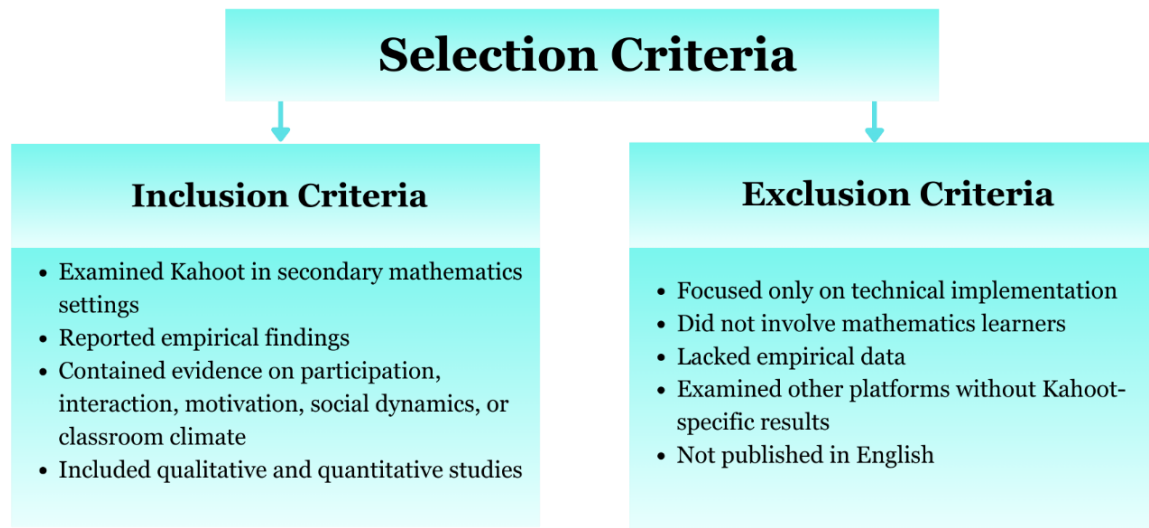 Selection Criteria
Inclusion Criteria
• Examined Kahoot in secondary mathematics
settings
• Reported empirical findings
• Contained evidence on participation,
interaction, motivation, social dynamics, or
classroom climate
• Included qualitative and quantitative studies
Exclusion Criteria
• Focused only on technical implementation
• Did not involve mathematics learners
• Lacked empirical data
• Examined other platforms without Kahoot-
specific results
• Not published in English